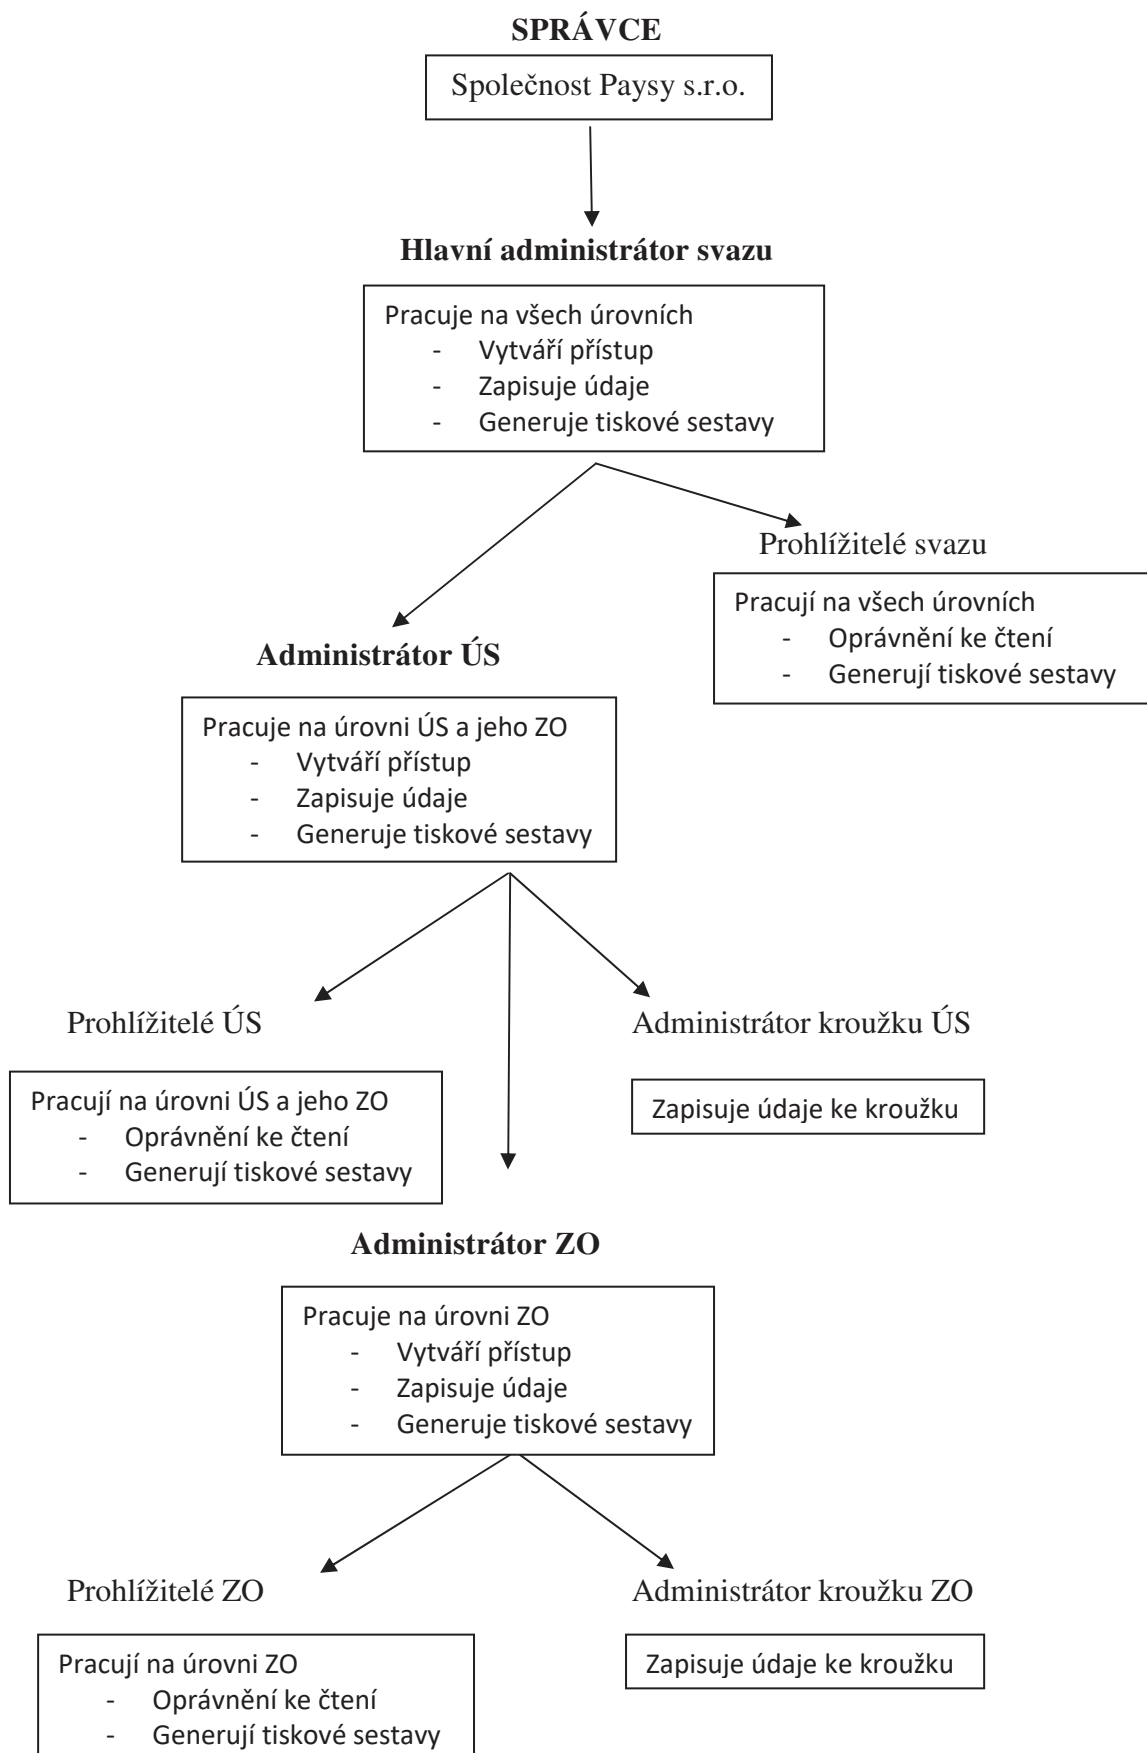 SPRÁVCE
Společnost Paysy s.r.o.
Hlavní administrátor svazu
Pracuje na všech úrovních
- Vytváří přístup
- Zapisuje údaje
- Generuje tiskové sestavy
Prohlížitelé svazu
Pracují na všech úrovních
- Oprávnění ke čtení
- Generují tiskové sestavy
Administrátor ÚS
Pracuje na úrovni ÚS a jeho ZO
- Vytváří přístup
- Zapisuje údaje
- Generuje tiskové sestavy
Prohlížitelé ÚS
Pracují na úrovni ÚS a jeho ZO
- Oprávnění ke čtení
- Generují tiskové sestavy
Administrátor kroužku ÚS
Zapisuje údaje ke kroužku
Administrátor ZO
Pracuje na úrovni ZO
- Vytváří přístup
- Zapisuje údaje
- Generuje tiskové sestavy
Prohlížitelé ZO
Pracují na úrovni ZO
- Oprávnění ke čtení
- Generují tiskové sestavy
Administrátor kroužku ZO
Zapisuje údaje ke kroužku